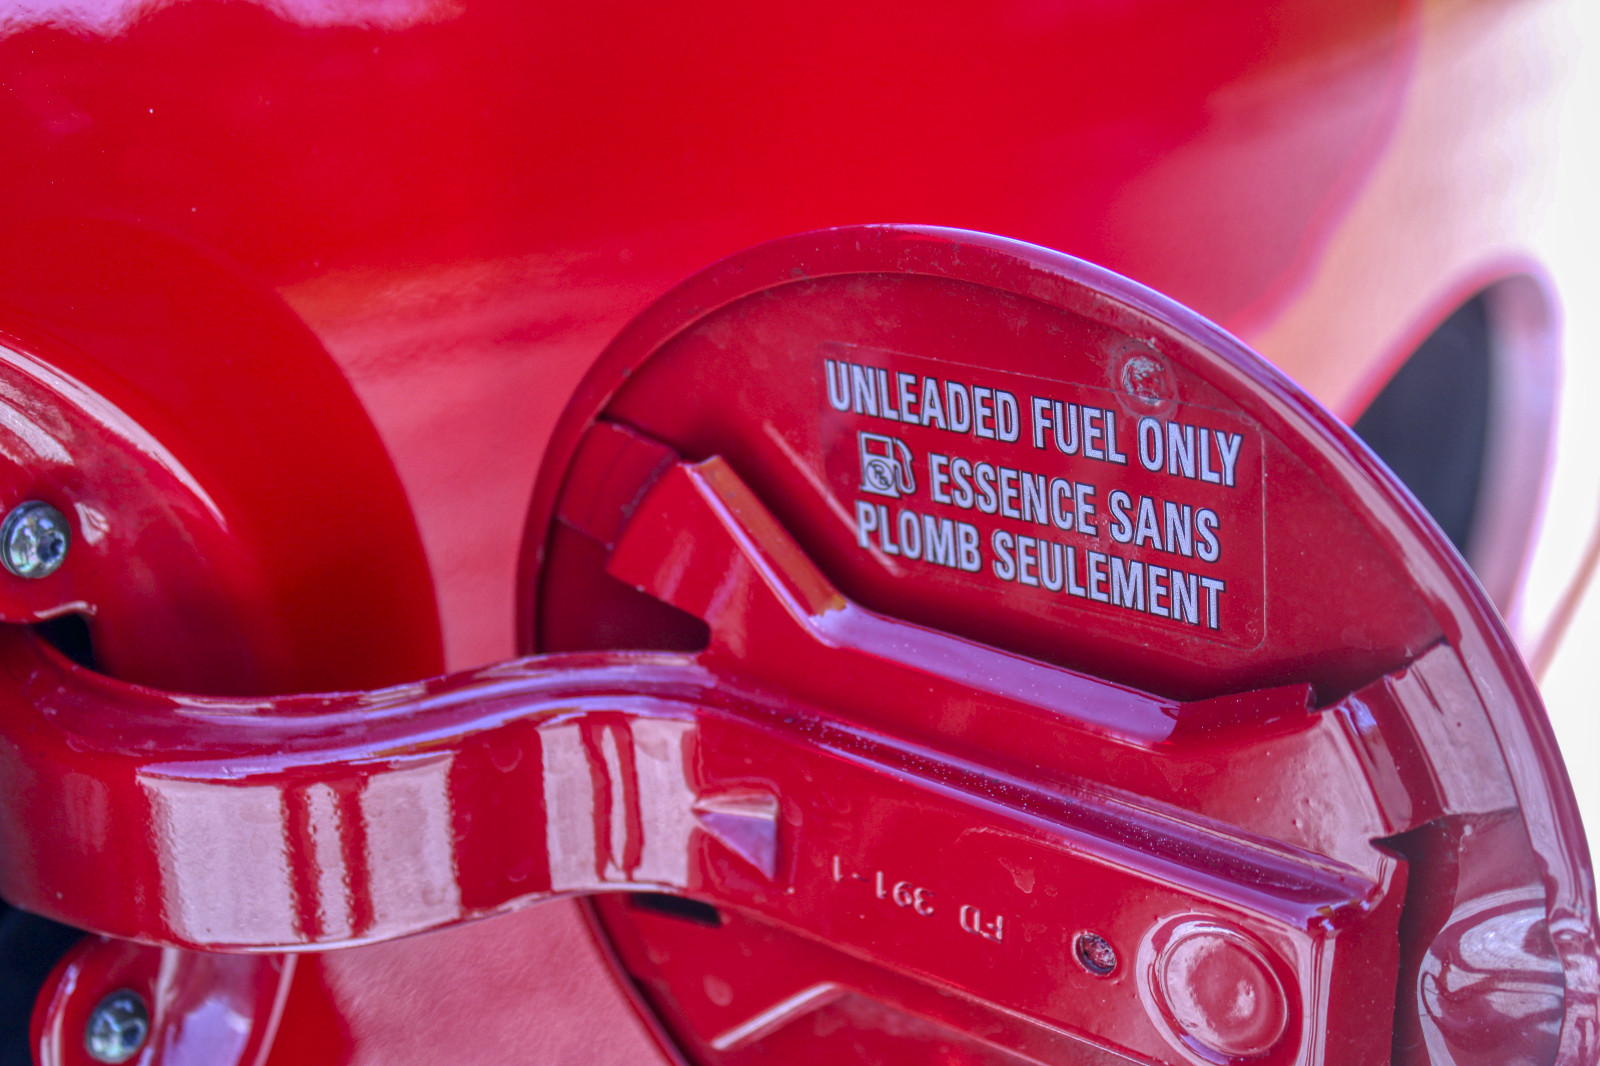 UNLEADED FUEL ONLY
ESSENCE SANS
PLOMB SEULEMENT
FD 391-1